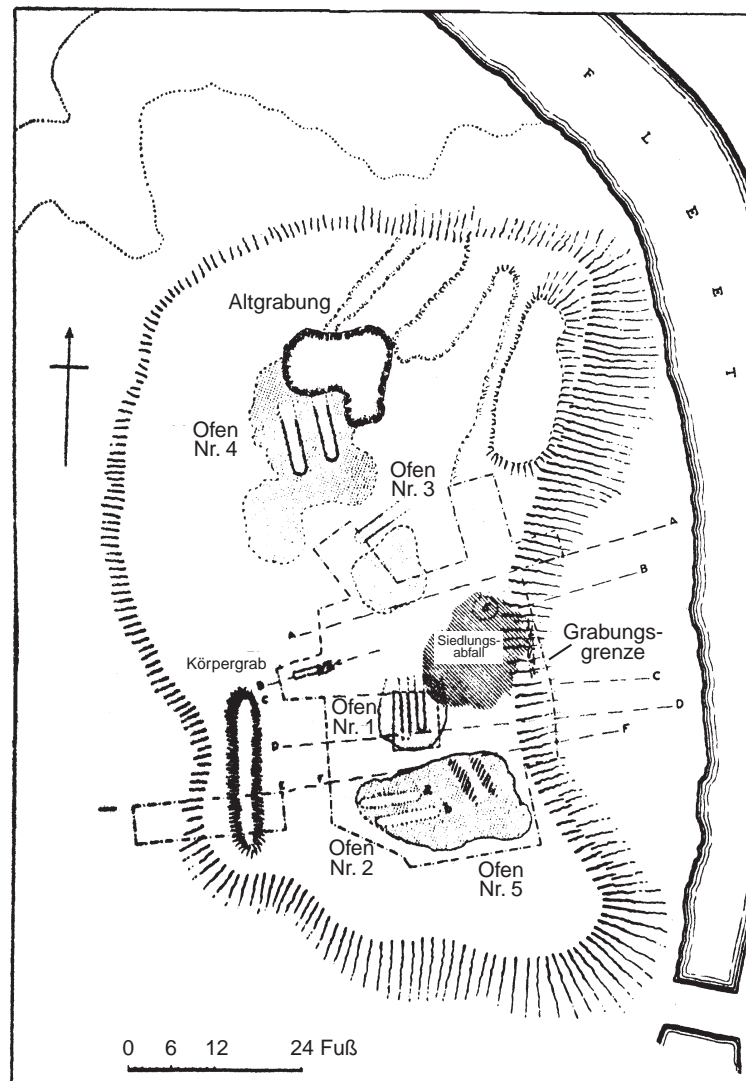 F
L
E
E
T
Altgrabung
Ofen
Nr. 4
Ofen
Nr. 3
A
B
Siedlungs-
abfall
Grabungs-
grenze
A
Körpergrab
B
C
C
Ofen
Nr. 1
D
D
F
E
F
a
b
Ofen
Nr. 2
Ofen
Nr. 5
0 6 12 24 Fuß